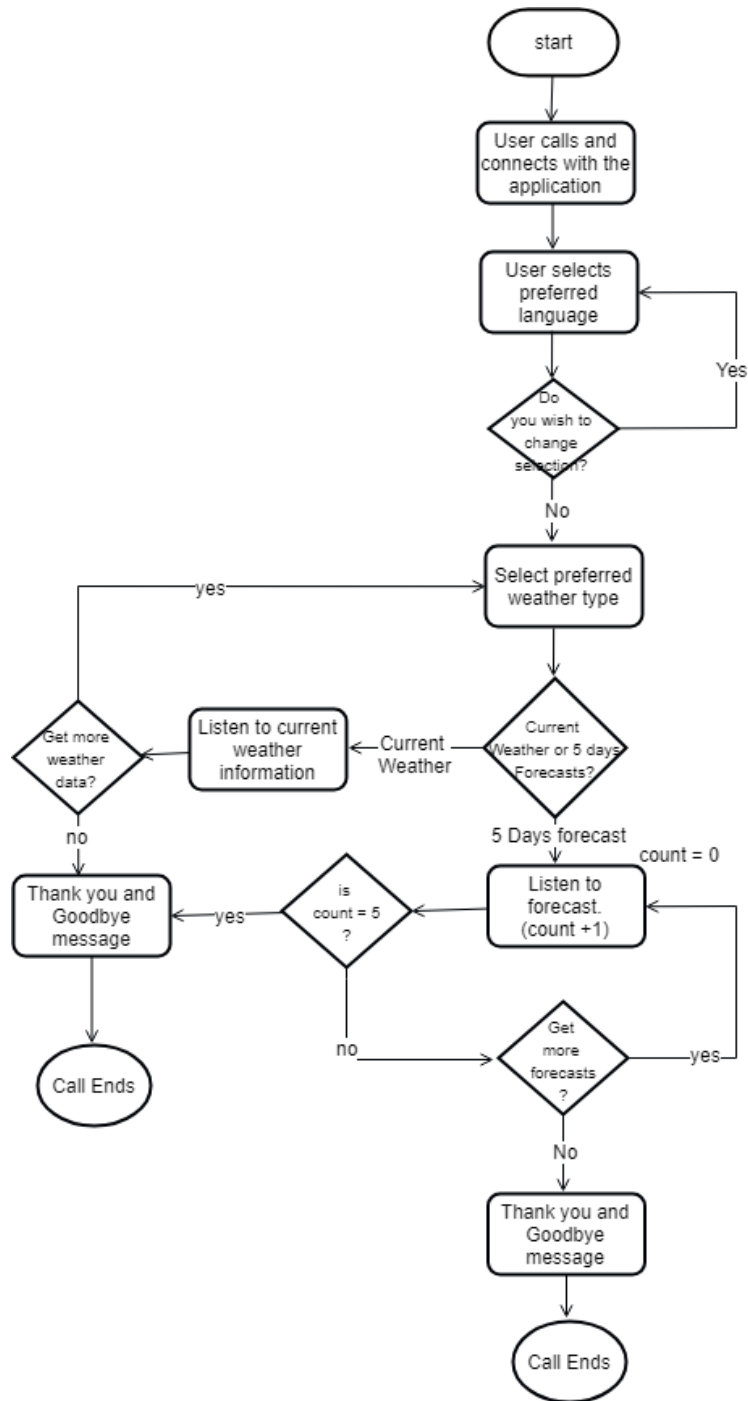 start
User calls and
connects with the
application
User selects
preferred
language
Yes
Do
you wish to
change
selection?
No
Select preferred
weather type
yes
Get more
weather
data?
Listen to current
weather
information
Current
Weather
Current
Weather or 5 days
Forecasts?
no
5 Days forecast
count = 0
Thank you and
Goodbye
message
yes
is
count = 5
?
Listen to
forecast.
(count +1)
no
Get
more
forecasts
?
yes
Call Ends
No
Thank you and
Goodbye
message
Call Ends